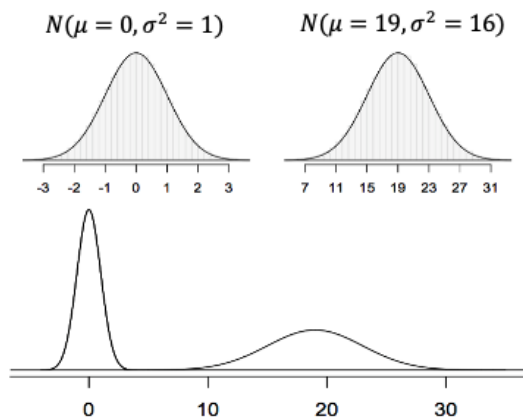 N(μ = 0, σ² = 1)
N(μ = 19, σ² = 16)
-3 -2 -1 0 1 2 3
7 11 15 19 23 27 31
0 10 20 30